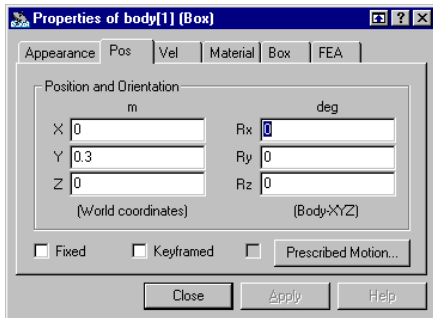 Properties of body[1] (Box)
Appearance Pos Vel Material Box FEA
Position and Orientation
m deg
X 0 Rx 0
Y 0.3 Ry 0
Z 0 Rz 0
(World coordinates) (Body-XYZ)
Fixed Keyframed Prescribed Motion...
Close Apply Help